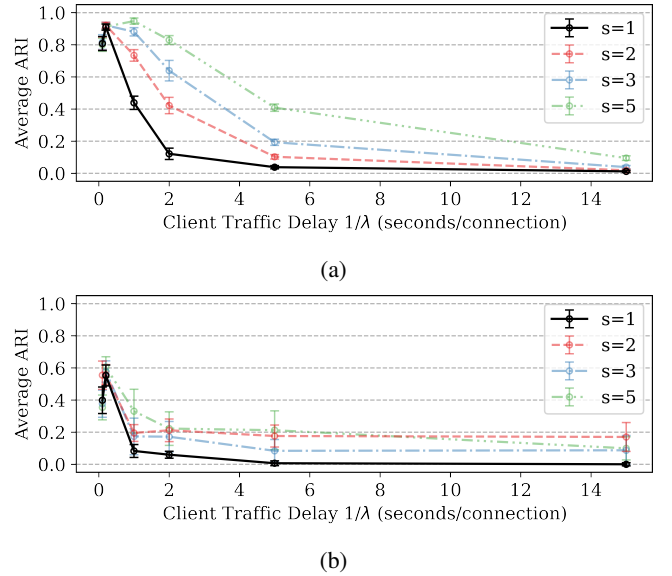 1.0
0.8
0.6
0.4
0.2
0.0
Average ARI
s=1
s=2
s=3
s=5
0 2 4 6 8 10 12 14
Client Traffic Delay 1/λ (seconds/connection)
(a)
1.0
0.8
0.6
0.4
0.2
0.0
Average ARI
s=1
s=2
s=3
s=5
0 2 4 6 8 10 12 14
Client Traffic Delay 1/λ (seconds/connection)
(b)